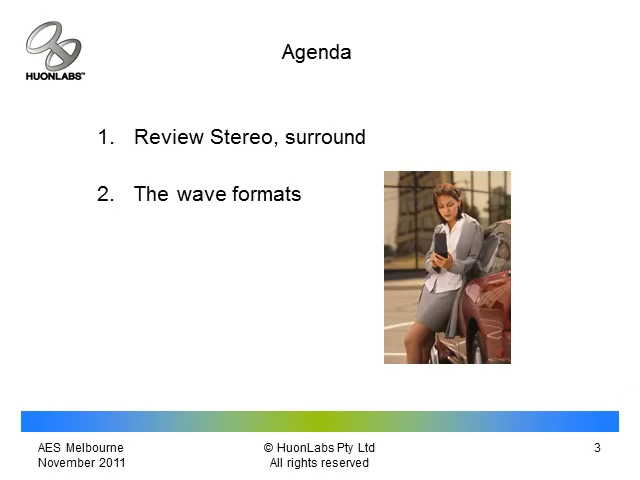 HUONLABS™
Agenda
1. Review Stereo, surround
2. The wave formats
AES Melbourne
November 2011
© HuonLabs Pty Ltd
All rights reserved
3